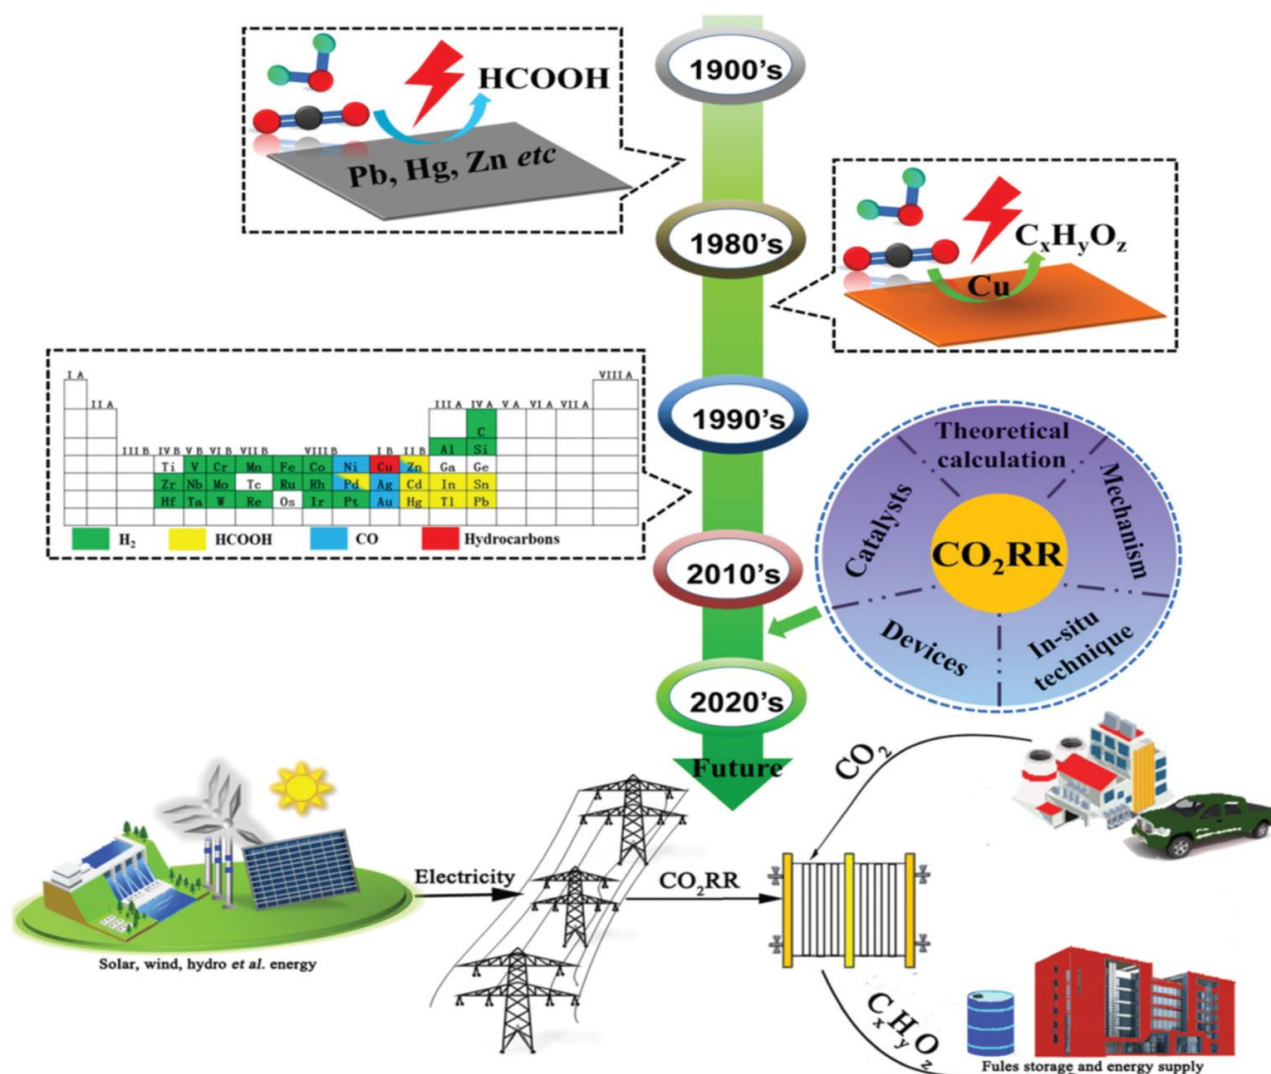 1900's
HCOOH
Pb, Hg, Zn etc
1980's
CxHyOz
Cu
1990's
I A
VIII A
II A
III A IV A V A VI A VII A
C
III B IV B V B VI B VII B VIII B I B II B
Al Si
Ti V Cr Mn Fe Co Ni Cu Zn Ga Ge
Zr Nb Mo Tc Ru Rh Pd Ag Cd In Sn
Hf Ta W Re Os Ir Pt Au Hg Tl Pb
H2 HCOOH CO Hydrocarbons
Theoretical
calculation
Mechanism
Catalysts
CO2RR
Devices
In-situ
technique
2010's
2020's
Future
CO2
Electricity
CO2RR
Solar, wind, hydro et al. energy
CxHyOz
Fules storage and energy supply